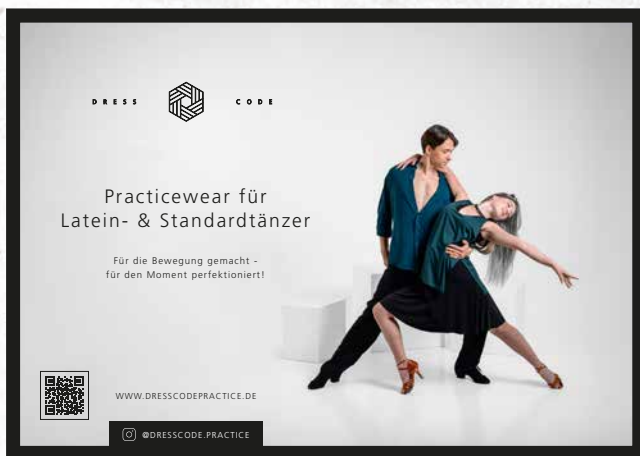 DRESS CODE
Practicewear für
Latein- & Standardtänzer
Für die Bewegung gemacht -
für den Moment perfektioniert!
WWW.DRESSCODEPRACTICE.DE
@DRESSCODE.PRACTICE